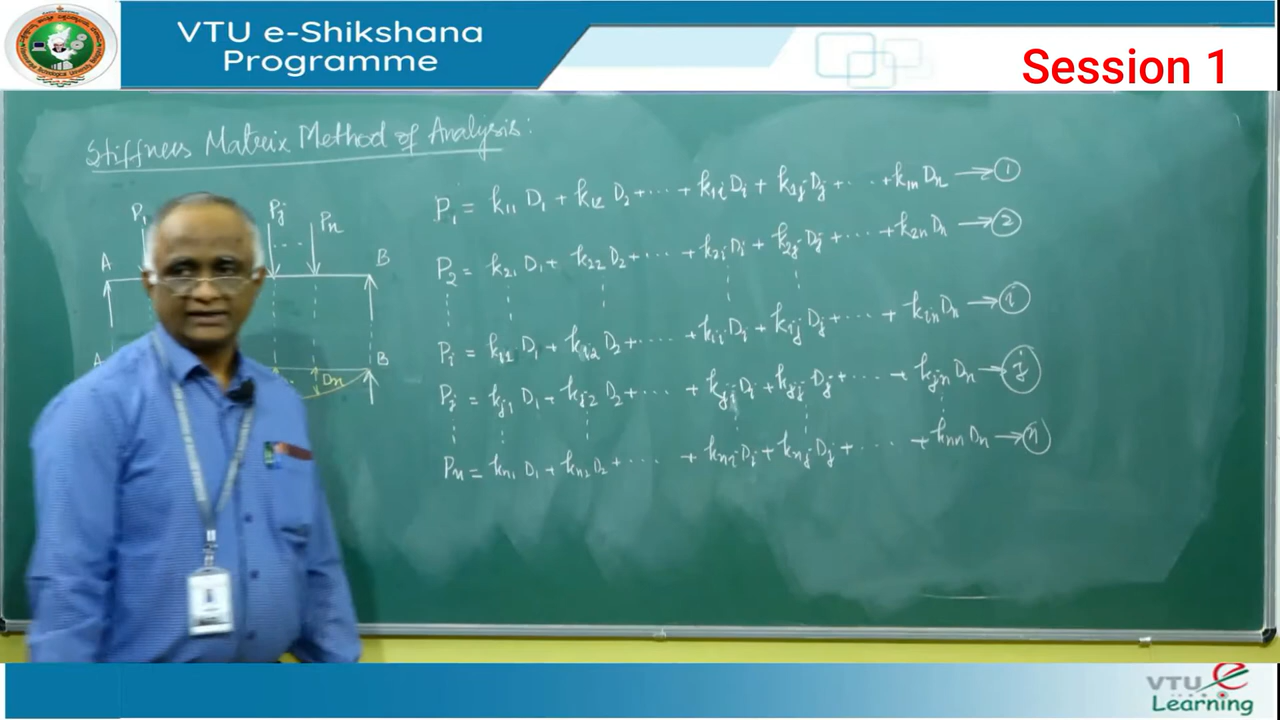 VTU e-Shikshana
Programme
Session 1
Stiffness Matrix Method of Analysis:
P₁ Pⱼ Pₙ
A B
A B
Dₙ
P₁ = k₁₁ D₁ + k₁₂ D₂ + ... + k₁ᵢ Dᵢ + k₁ⱼ Dⱼ + ... + k₁ₙ Dₙ → ①
P₂ = k₂₁ D₁ + k₂₂ D₂ + ... + k₂ᵢ Dᵢ + k₂ⱼ Dⱼ + ... + k₂ₙ Dₙ → ②
Pᵢ = kᵢ₁ D₁ + kᵢ₂ D₂ + ... + kᵢᵢ Dᵢ + kᵢⱼ Dⱼ + ... + kᵢₙ Dₙ → ⓘ
Pⱼ = kⱼ₁ D₁ + kⱼ₂ D₂ + ... + kⱼᵢ Dᵢ + kⱼⱼ Dⱼ + ... + kⱼₙ Dₙ → ⓙ
Pₙ = kₙ₁ D₁ + kₙ₂ D₂ + ... + kₙᵢ Dᵢ + kₙⱼ Dⱼ + ... + kₙₙ Dₙ → ⓝ
VTU e
Learning